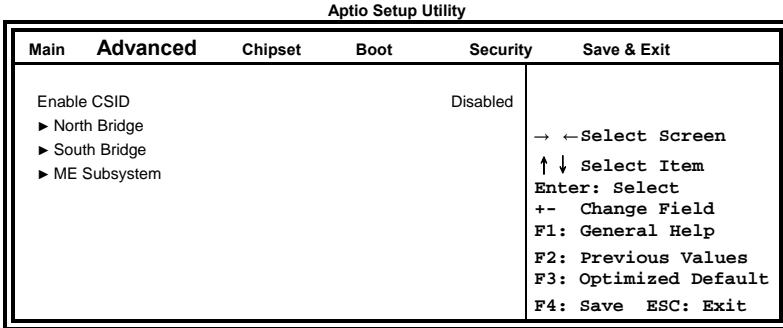 Aptio Setup Utility
Main Advanced Chipset Boot Security Save & Exit
Enable CSID Disabled
► North Bridge
► South Bridge
► ME Subsystem
→ ←Select Screen
↑↓ Select Item
Enter: Select
+- Change Field
F1: General Help
F2: Previous Values
F3: Optimized Default
F4: Save ESC: Exit